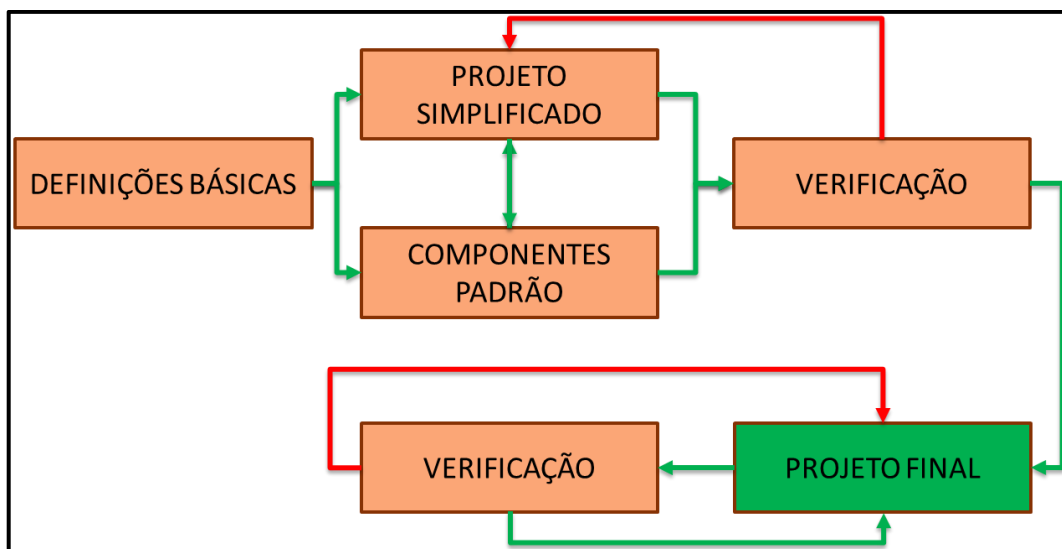 PROJETO
SIMPLIFICADO
DEFINIÇÕES BÁSICAS
VERIFICAÇÃO
COMPONENTES
PADRÃO
VERIFICAÇÃO
PROJETO FINAL